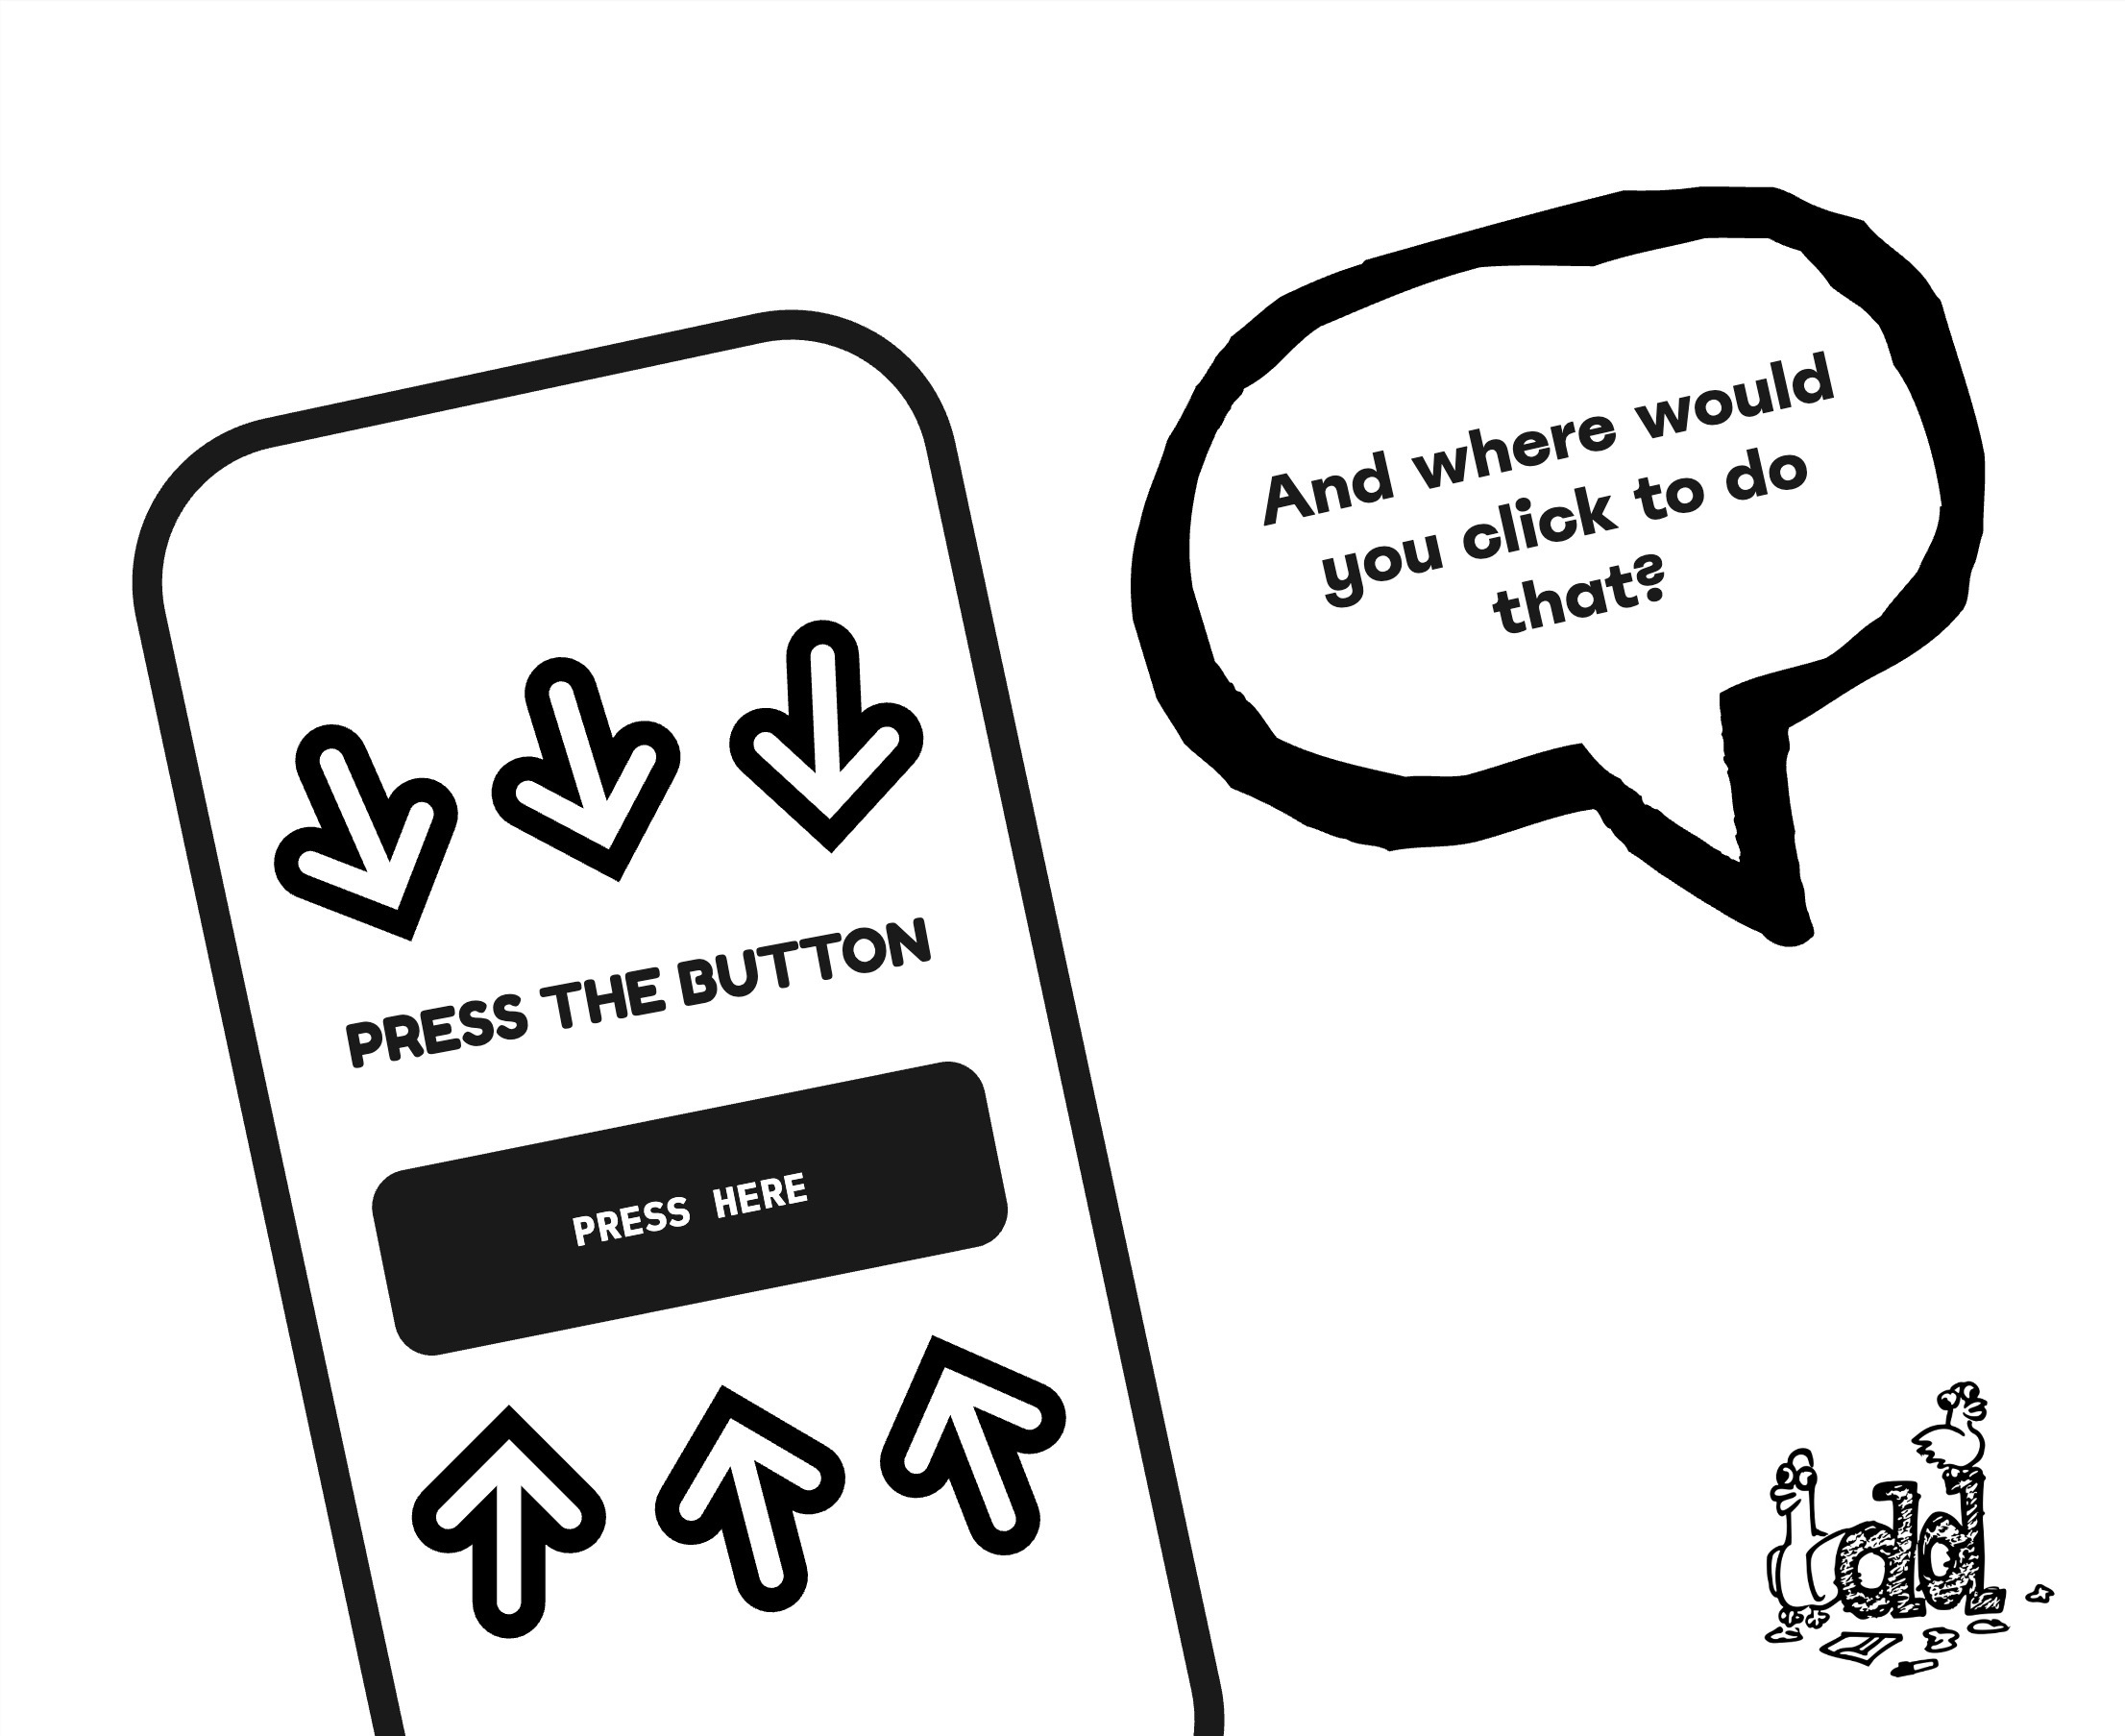 And where would
you click to do
that?
PRESS THE BUTTON
PRESS HERE